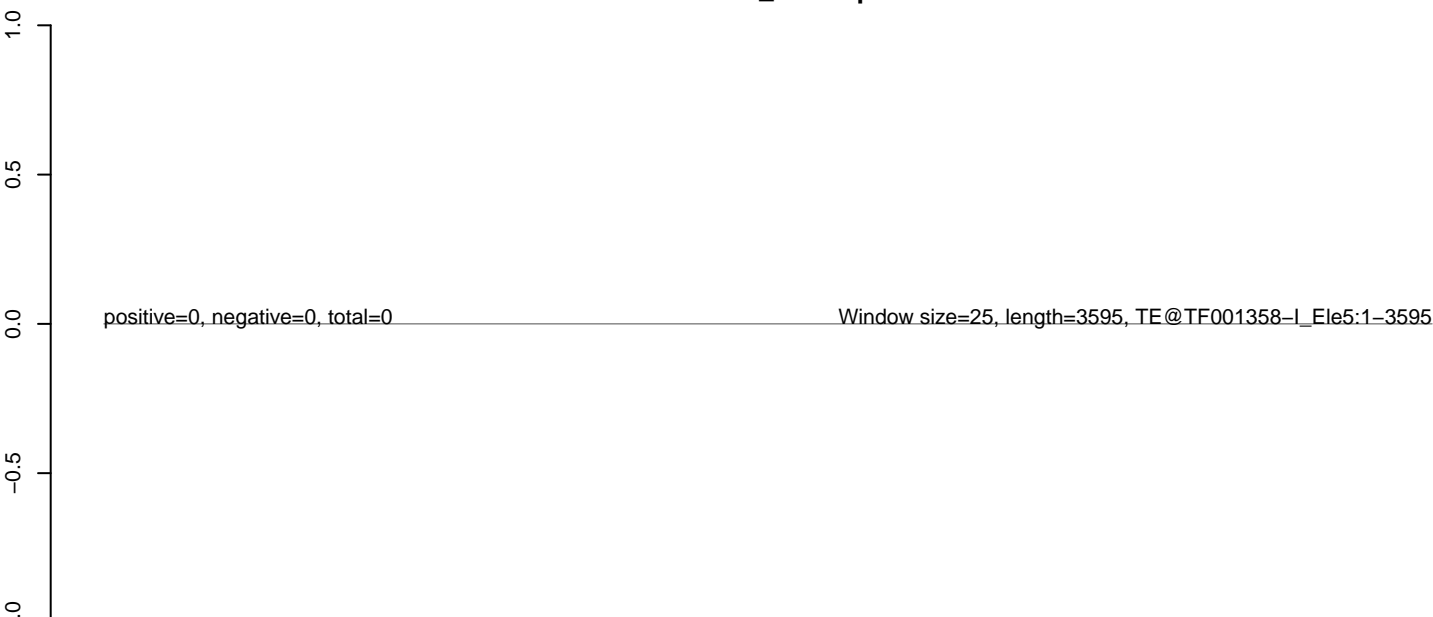 1.0
0.5
positive=0, negative=0, total=0 Window size=25, length=3595, TE@TF001358−I_Ele5:1−3595
0.0
−0.5